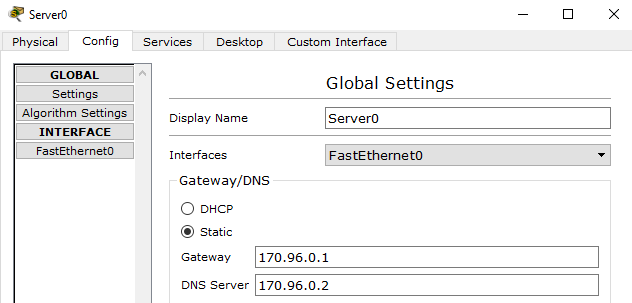 Server0
Physical Config Services Desktop Custom Interface
GLOBAL
Settings
Algorithm Settings
INTERFACE
FastEthernet0
Global Settings
Display Name Server0
Interfaces FastEthernet0
Gateway/DNS
DHCP
Static
Gateway 170.96.0.1
DNS Server 170.96.0.2